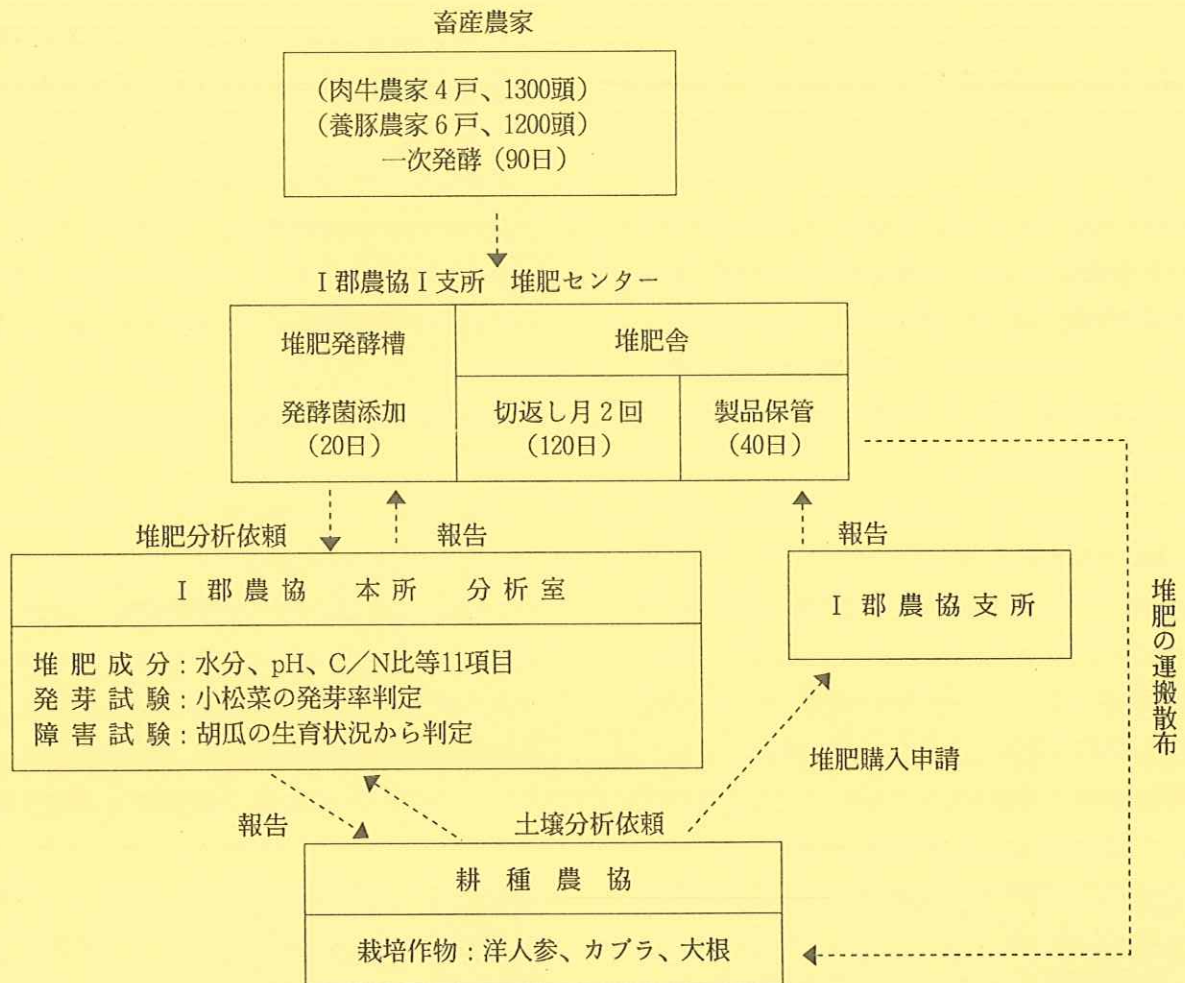 畜産農家
(肉牛農家4戸、1300頭)
(養豚農家6戸、1200頭)
一次発酵(90日)
I郡農協I支所 堆肥センター
堆肥発酵槽
発酵菌添加
(20日)
堆肥舎
切返し月2回
(120日)
製品保管
(40日)
堆肥分析依頼
報告
報告
I郡農協 本所 分析室
堆肥成分:水分、pH、C/N比等11項目
発芽試験:小松菜の発芽率判定
障害試験:胡瓜の生育状況から判定
I郡農協支所
堆肥の運搬散布
堆肥購入申請
報告
土壌分析依頼
耕種農協
栽培作物:洋人参、カブラ、大根